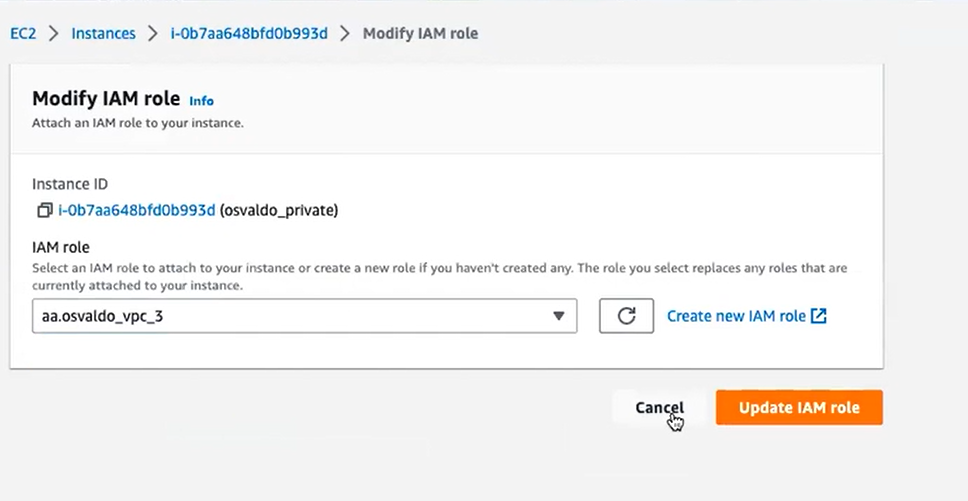 EC2 > Instances > i-0b7aa648bfd0b993d > Modify IAM role
Modify IAM role Info
Attach an IAM role to your instance.
Instance ID
i-0b7aa648bfd0b993d (osvaldo_private)
IAM role
Select an IAM role to attach to your instance or create a new role if you haven't created any. The role you select replaces any roles that are
currently attached to your instance.
aa.osvaldo_vpc_3 Create new IAM role
Cancel Update IAM role